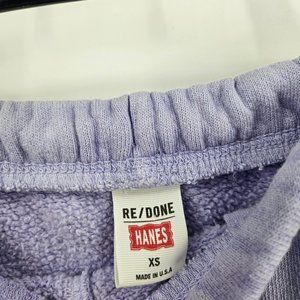 RE/DONE
HANES
XS
MADE IN U.S.A